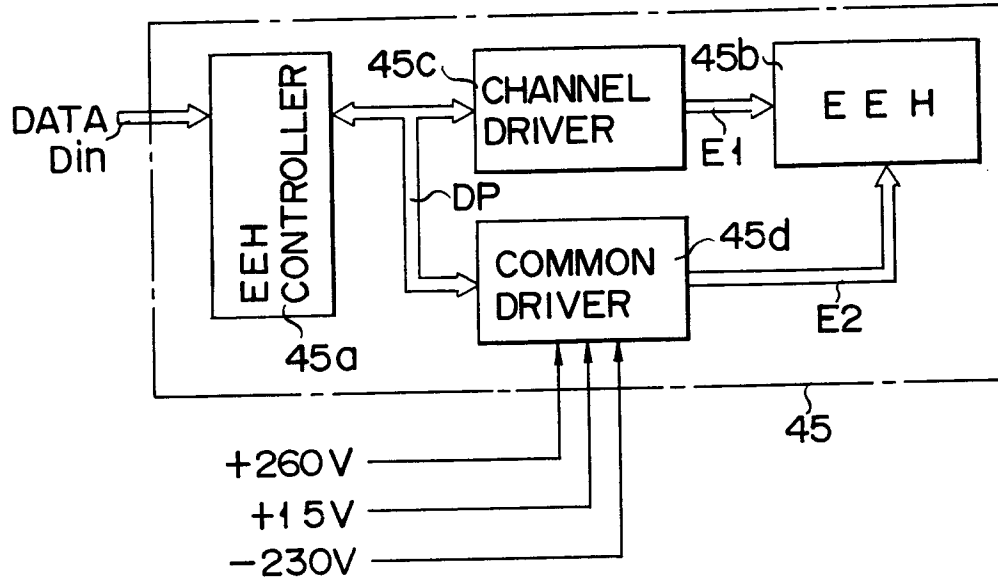 DATA
Din
EEH
CONTROLLER
45a
45c
CHANNEL
DRIVER
E1
45b
EEH
DP
COMMON
DRIVER
45d
E2
45
+260V
+15V
−230V